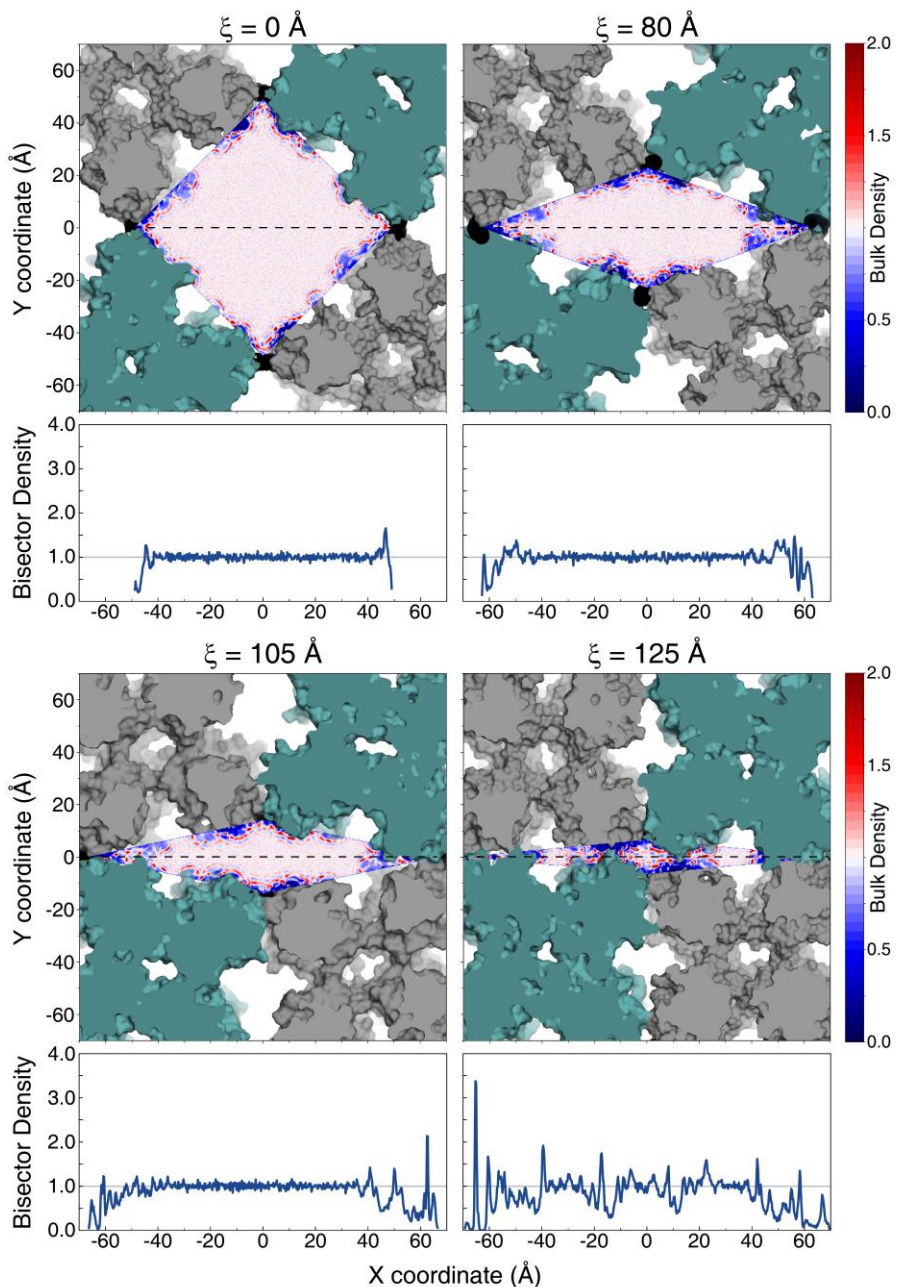 ξ = 0 Å
ξ = 80 Å
60
40
20
0
-20
-40
-60
Y coordinate (Å)
2.0
1.5
0.5
0.0
Bulk Density
4.0
3.0
2.0
1.0
0.0
Bisector Density
-60 -40 -20 0 20 40 60
-60 -40 -20 0 20 40 60
ξ = 105 Å
ξ = 125 Å
60
40
20
0
-20
-40
-60
Y coordinate (Å)
2.0
1.5
0.5
0.0
Bulk Density
4.0
3.0
2.0
1.0
0.0
Bisector Density
-60 -40 -20 0 20 40 60
-60 -40 -20 0 20 40 60
X coordinate (Å)